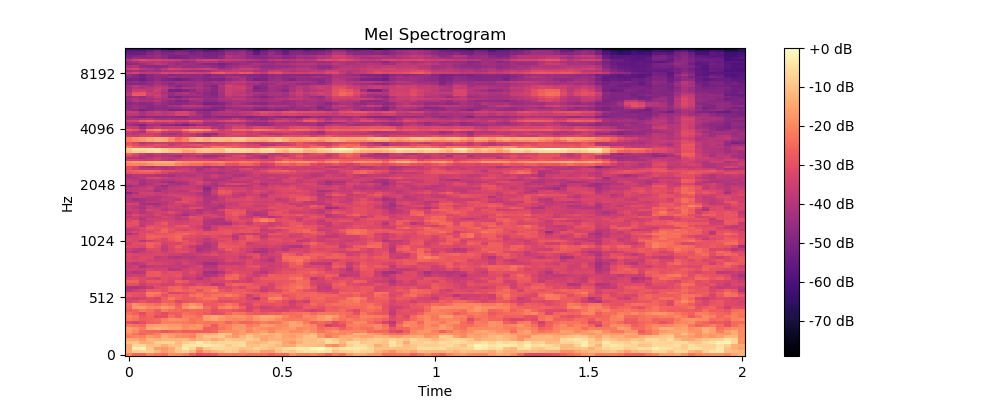 Mel Spectrogram
8192
4096
2048
1024
512
0
Hz
0
0.5
1
1.5
2
Time
+0 dB
-10 dB
-20 dB
-30 dB
-40 dB
-50 dB
-60 dB
-70 dB